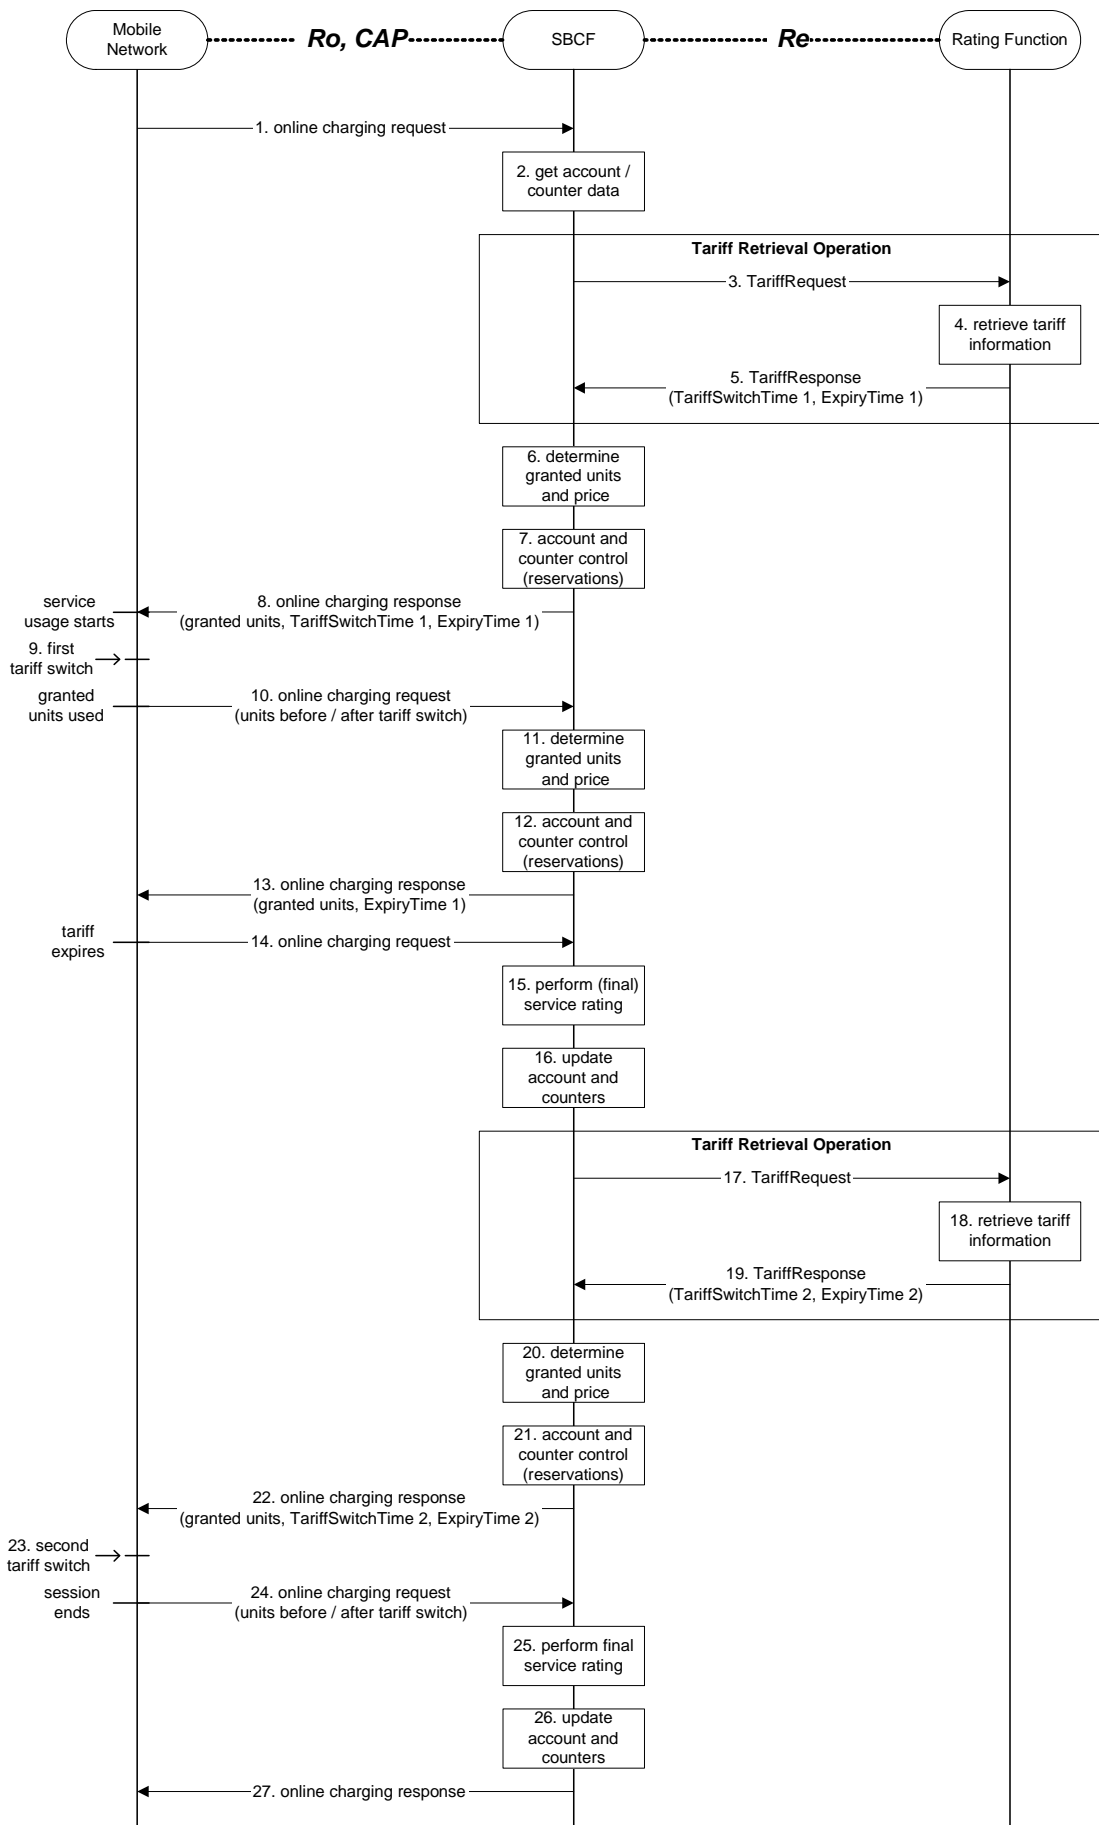 Mobile
Network
Ro, CAP
SBCF
Re
Rating Function
1. online charging request
2. get account /
counter data
Tariff Retrieval Operation
3. TariffRequest
4. retrieve tariff
information
5. TariffResponse
(TariffSwitchTime 1, ExpiryTime 1)
6. determine
granted units
and price
7. account and
counter control
(reservations)
service
usage starts
8. online charging response
(granted units, TariffSwitchTime 1, ExpiryTime 1)
9. first
tariff switch
granted
units used
10. online charging request
(units before / after tariff switch)
11. determine
granted units
and price
12. account and
counter control
(reservations)
13. online charging response
(granted units, ExpiryTime 1)
tariff
expires
14. online charging request
15. perform (final)
service rating
16. update
account and
counters
Tariff Retrieval Operation
17. TariffRequest
18. retrieve tariff
information
19. TariffResponse
(TariffSwitchTime 2, ExpiryTime 2)
20. determine
granted units
and price
21. account and
counter control
(reservations)
22. online charging response
(granted units, TariffSwitchTime 2, ExpiryTime 2)
23. second
tariff switch
session
ends
24. online charging request
(units before / after tariff switch)
25. perform final
service rating
26. update
account and
counters
27. online charging response